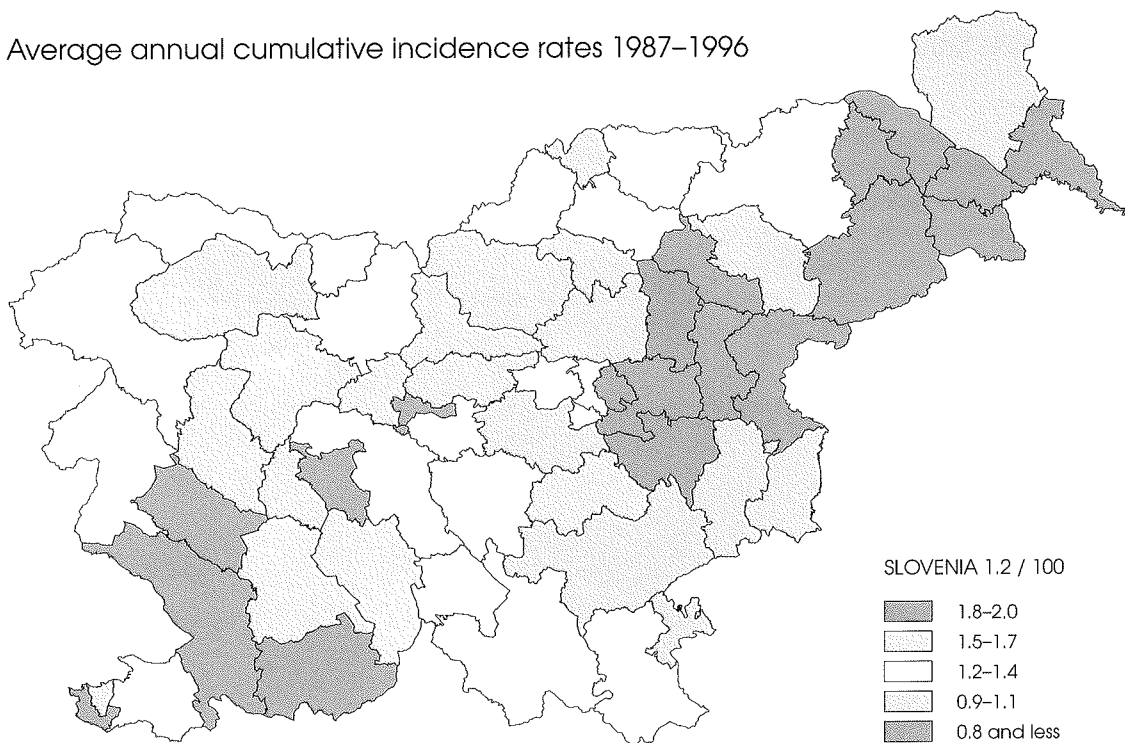 Average annual cumulative incidence rates 1987–1996
SLOVENIA 1.2 / 100
1.8–2.0
1.5–1.7
1.2–1.4
0.9–1.1
0.8 and less